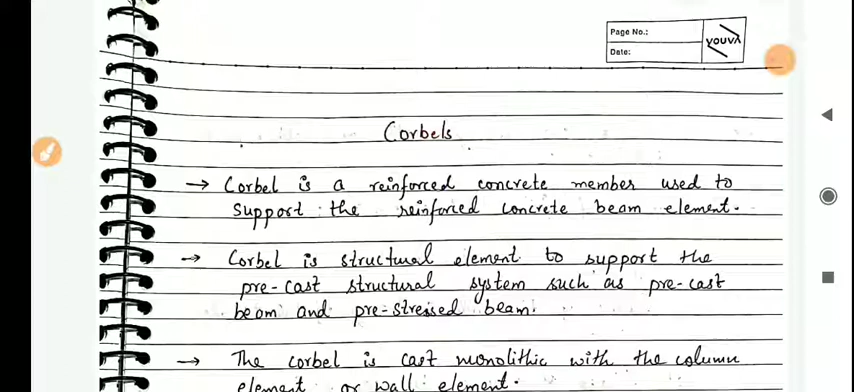 Page No.:
Date:
YOUVA
Corbels
→ Corbel is a reinforced concrete member used to
support the reinforced concrete beam element.
→ Corbel is structural element to support the
pre-cast structural system such as pre-cast
beam and pre-stressed beam.
→ The corbel is cast monolithic with the column
element or wall element.